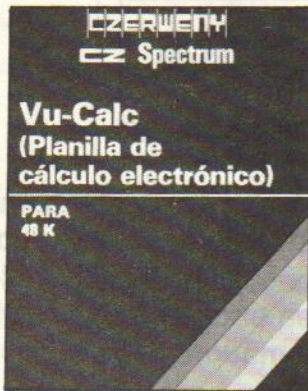 CZERWENY
CZ Spectrum
Vu-Calc
(Planilla de
cálculo electrónico)
PARA
48 K